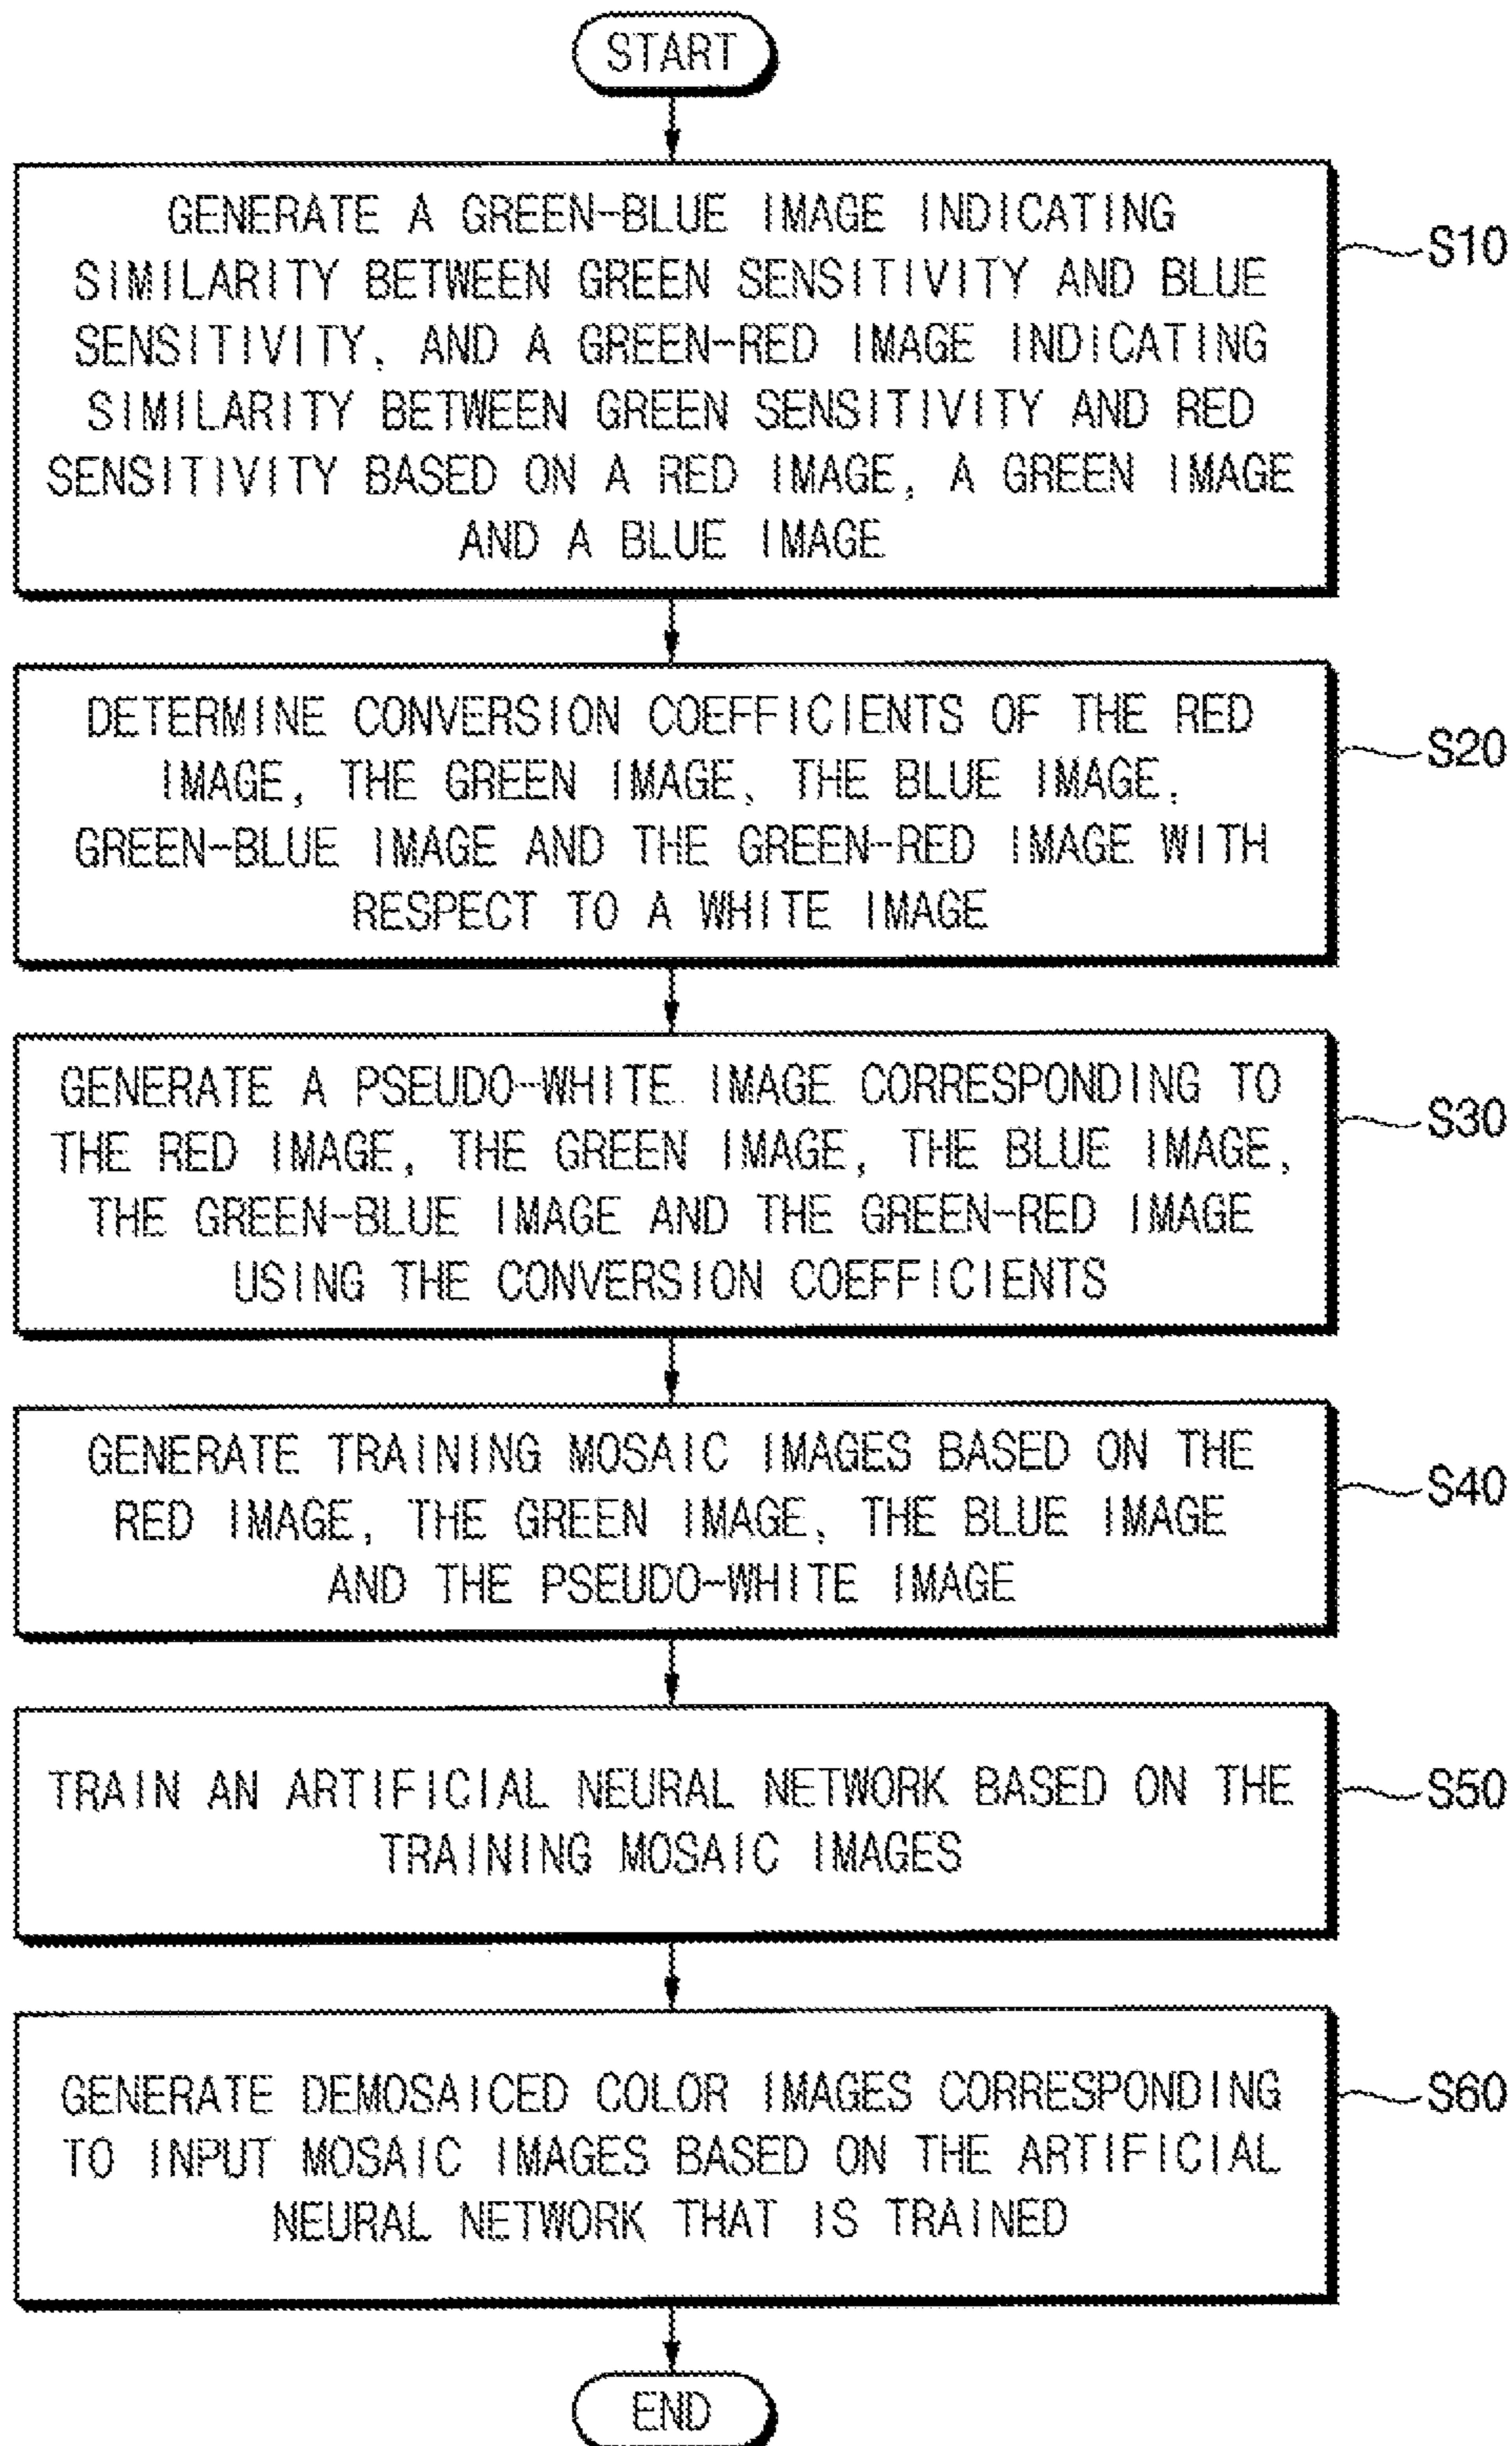 START
GENERATE A GREEN-BLUE IMAGE INDICATING
SIMILARITY BETWEEN GREEN SENSITIVITY AND BLUE
SENSITIVITY, AND A GREEN-RED IMAGE INDICATING
SIMILARITY BETWEEN GREEN SENSITIVITY AND RED
SENSITIVITY BASED ON A RED IMAGE, A GREEN IMAGE
AND A BLUE IMAGE
S10
DETERMINE CONVERSION COEFFICIENTS OF THE RED
IMAGE, THE GREEN IMAGE, THE BLUE IMAGE,
GREEN-BLUE IMAGE AND THE GREEN-RED IMAGE WITH
RESPECT TO A WHITE IMAGE
S20
GENERATE A PSEUDO-WHITE IMAGE CORRESPONDING TO
THE RED IMAGE, THE GREEN IMAGE, THE BLUE IMAGE,
THE GREEN-BLUE IMAGE AND THE GREEN-RED IMAGE
USING THE CONVERSION COEFFICIENTS
S30
GENERATE TRAINING MOSAIC IMAGES BASED ON THE
RED IMAGE, THE GREEN IMAGE, THE BLUE IMAGE
AND THE PSEUDO-WHITE IMAGE
S40
TRAIN AN ARTIFICIAL NEURAL NETWORK BASED ON THE
TRAINING MOSAIC IMAGES
S50
GENERATE DEMOSAICED COLOR IMAGES CORRESPONDING
TO INPUT MOSAIC IMAGES BASED ON THE ARTIFICIAL
NEURAL NETWORK THAT IS TRAINED
S60
END